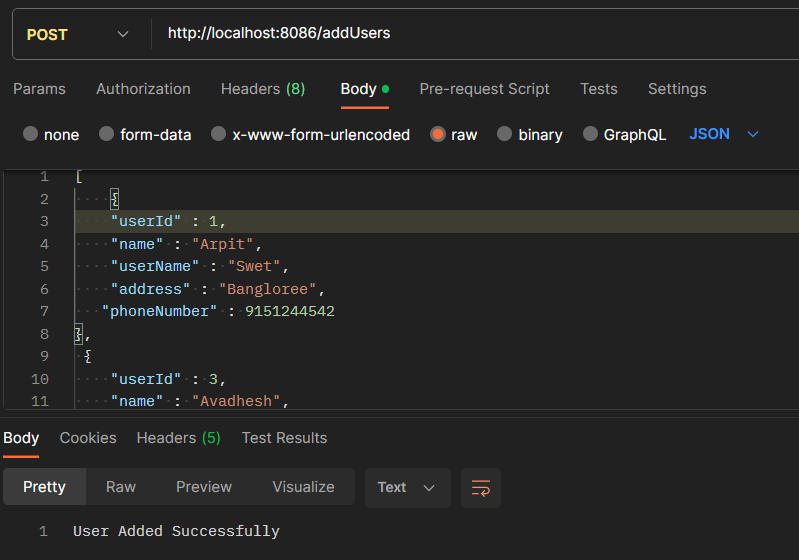 POST http://localhost:8086/addUsers
Params Authorization Headers (8) Body Pre-request Script Tests Settings
none form-data x-www-form-urlencoded raw binary GraphQL JSON
1 [
2 {
3 "userId" : 1,
4 "name" : "Arpit",
5 "userName" : "Swet",
6 "address" : "Bangloree",
7 "phoneNumber" : 9151244542
8 },
9 {
10 "userId" : 3,
11 "name" : "Avadhesh",
Body Cookies Headers (5) Test Results
Pretty Raw Preview Visualize Text
1 User Added Successfully